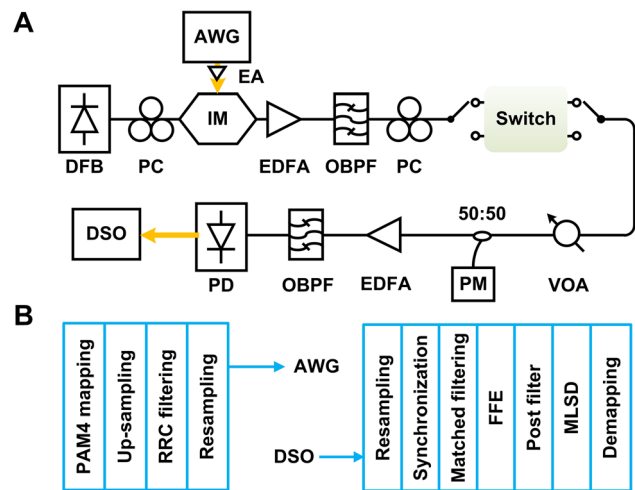 A
AWG
EA
IM
Switch
DFB
PC
EDFA
OBPF
PC
50:50
DSO
PD
OBPF
EDFA
PM
VOA
B
PAM4 mapping
Up-sampling
RRC filtering
Resampling
AWG
DSO
Resampling
Synchronization
Matched filtering
FFE
Post filter
MLSD
Demapping